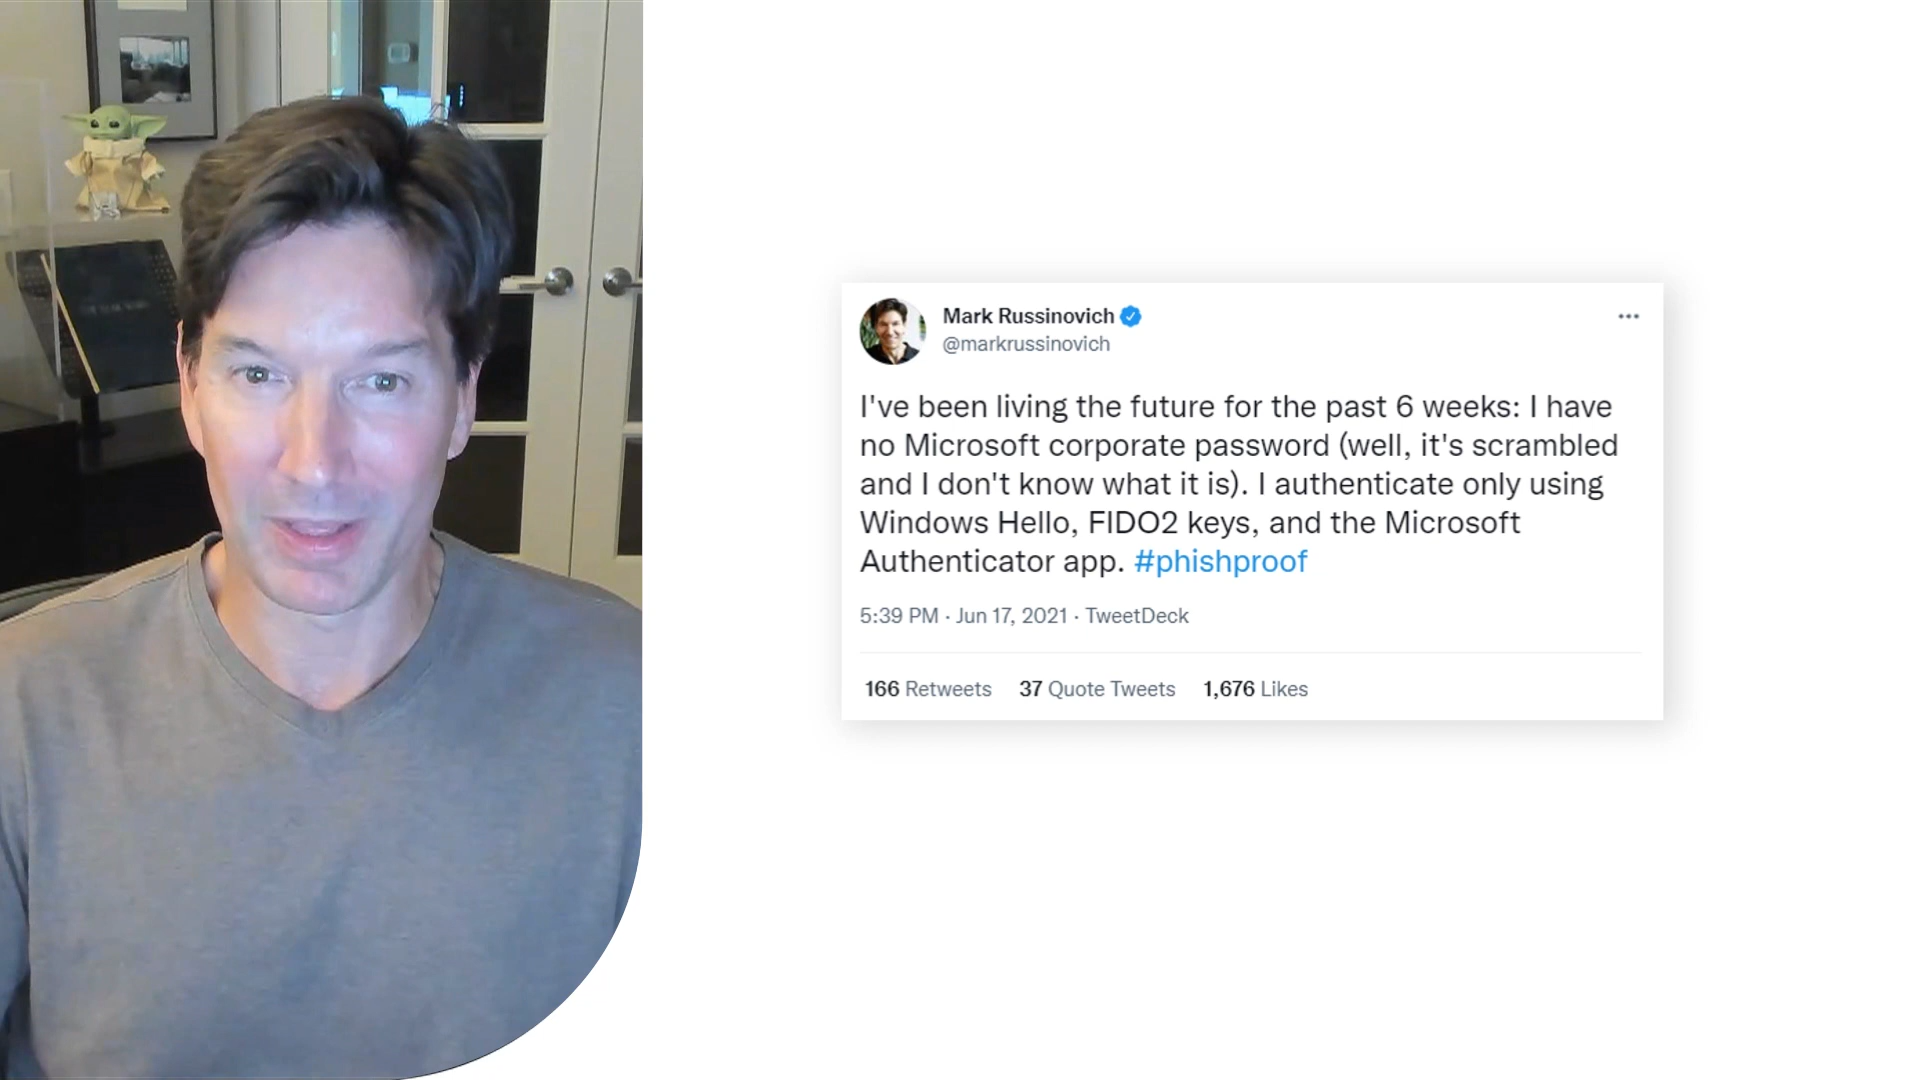 Mark Russinovich
@markrussinovich
I've been living the future for the past 6 weeks: I have
no Microsoft corporate password (well, it's scrambled
and I don't know what it is). I authenticate only using
Windows Hello, FIDO2 keys, and the Microsoft
Authenticator app. #phishproof
5:39 PM · Jun 17, 2021 · TweetDeck
166 Retweets 37 Quote Tweets 1,676 Likes